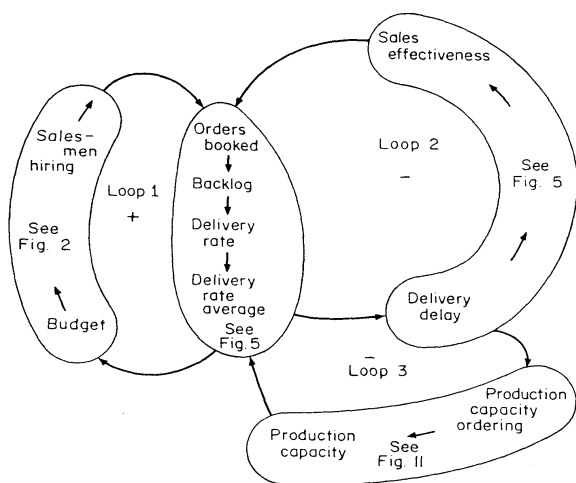 Sales
effectiveness
Orders
booked
Sales-
men
hiring
Loop 1
+
Loop 2
-
Backlog
See
Fig. 5
See
Fig. 2
Delivery
rate
Delivery
rate
average
See
Fig.5
Budget
Delivery
delay
-
Loop 3
Production
capacity
ordering
Production
capacity
See
Fig. 11